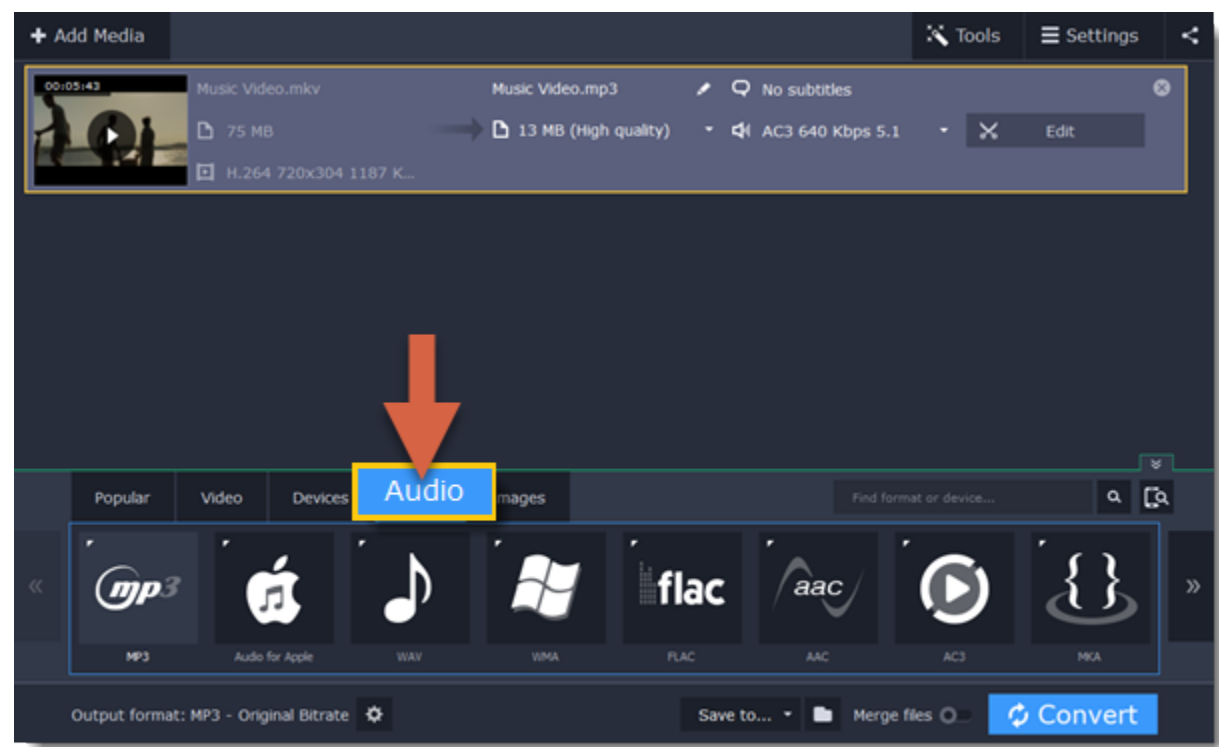 Add Media
Tools
Settings
00:05:43
Music Video.mkv
Music Video.mp3
No subtitles
75 MB
13 MB (High quality)
AC3 640 Kbps 5.1
Edit
H.264 720x304 1187 K...
Popular
Video
Devices
Audio
mages
Find format or device...
mp3
flac
aac
MP3
Audio for Apple
WAV
WMA
FLAC
AAC
AC3
MKA
Output format: MP3 - Original Bitrate
Save to...
Merge files
Convert